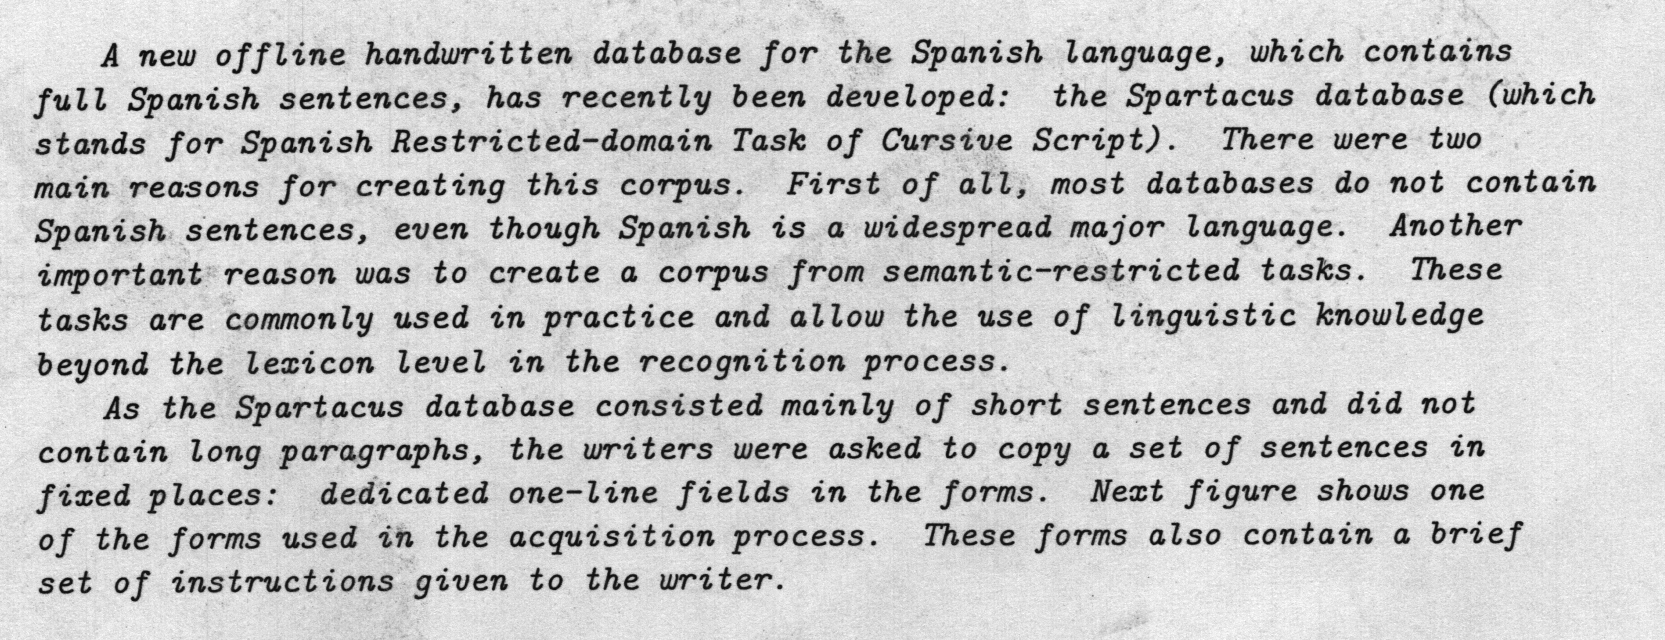 A new offline handwritten database for the Spanish language, which contains
full Spanish sentences, has recently been developed: the Spartacus database (which
stands for Spanish Restricted-domain Task of Cursive Script). There were two
main reasons for creating this corpus. First of all, most databases do not contain
Spanish sentences, even though Spanish is a widespread major language. Another
important reason was to create a corpus from semantic-restricted tasks. These
tasks are commonly used in practice and allow the use of linguistic knowledge
beyond the lexicon level in the recognition process.
As the Spartacus database consisted mainly of short sentences and did not
contain long paragraphs, the writers were asked to copy a set of sentences in
fixed places: dedicated one-line fields in the forms. Next figure shows one
of the forms used in the acquisition process. These forms also contain a brief
set of instructions given to the writer.